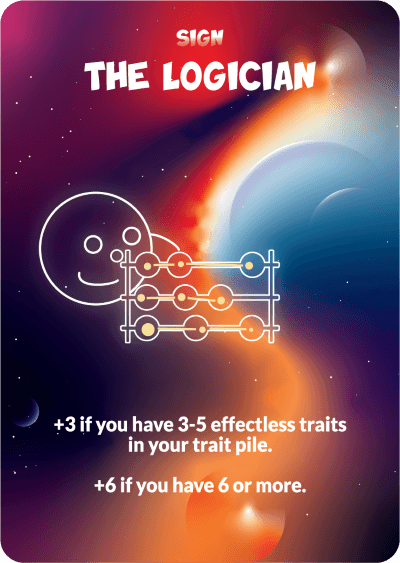 SIGN
THE LOGICIAN
+3 if you have 3-5 effectless traits
in your trait pile.
+6 if you have 6 or more.